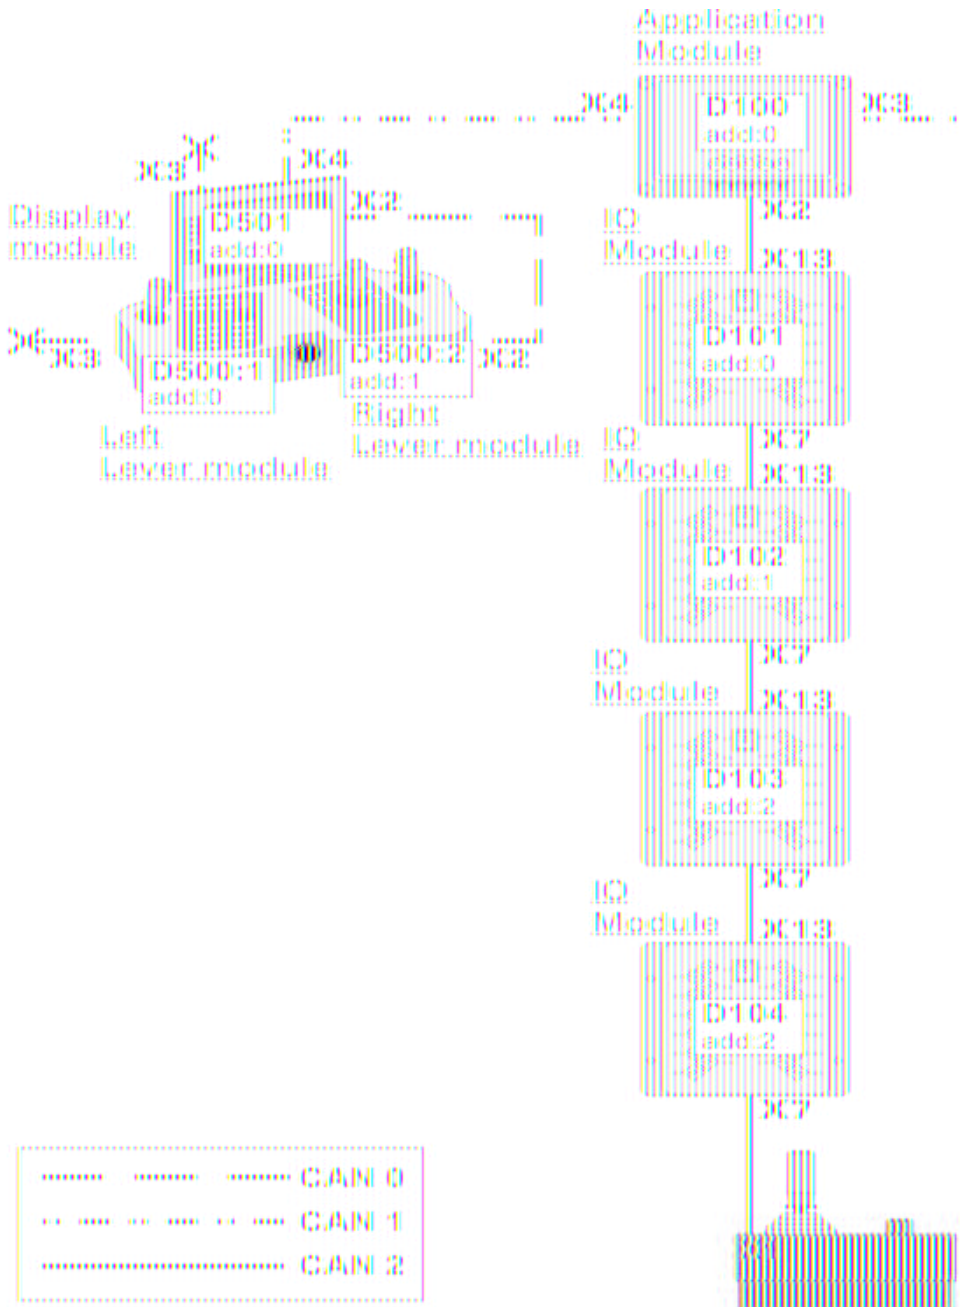 Application
Module
X4
D100
add:0
X3
X2
X
X3
X4
X2
Display
module
D501
add:0
X
X3
D500:1
add:0
D500:2
add:1
X2
Left
Lever module
Right
Lever module
IO
Module
X13
D101
add:0
X7
IO
Module
X13
D102
add:1
X7
IO
Module
X13
D103
add:2
X7
IO
Module
X13
D104
add:2
X7
X1
CAN 0
CAN 1
CAN 2